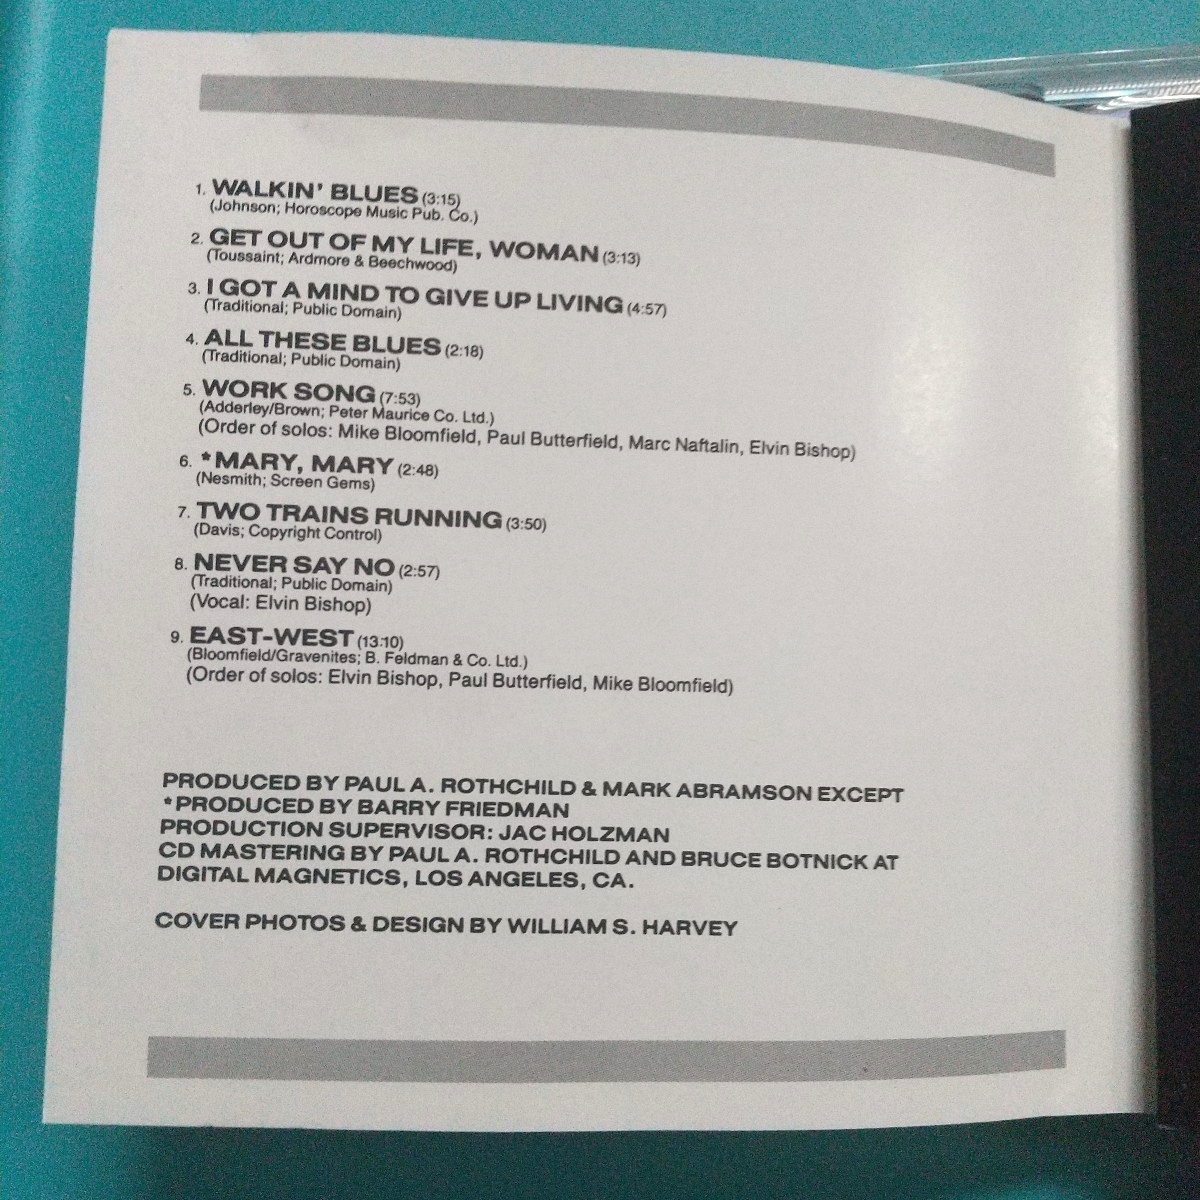 1. WALKIN' BLUES (3:15)
(Johnson; Horoscope Music Pub. Co.)
2. GET OUT OF MY LIFE, WOMAN (3:13)
(Toussaint; Ardmore & Beechwood)
3. I GOT A MIND TO GIVE UP LIVING (4:57)
(Traditional; Public Domain)
4. ALL THESE BLUES (2:18)
(Traditional; Public Domain)
5. WORK SONG (7:53)
(Adderley/Brown; Peter Maurice Co. Ltd.)
(Order of solos: Mike Bloomfield, Paul Butterfield, Marc Naftalin, Elvin Bishop)
6. *MARY, MARY (2:48)
(Nesmith; Screen Gems)
7. TWO TRAINS RUNNING (3:50)
(Davis; Copyright Control)
8. NEVER SAY NO (2:57)
(Traditional; Public Domain)
(Vocal: Elvin Bishop)
9. EAST-WEST (13:10)
(Bloomfield/Gravenites; B. Feldman & Co. Ltd.)
(Order of solos: Elvin Bishop, Paul Butterfield, Mike Bloomfield)
PRODUCED BY PAUL A. ROTHCHILD & MARK ABRAMSON EXCEPT
*PRODUCED BY BARRY FRIEDMAN
PRODUCTION SUPERVISOR: JAC HOLZMAN
CD MASTERING BY PAUL A. ROTHCHILD AND BRUCE BOTNICK AT
DIGITAL MAGNETICS, LOS ANGELES, CA.
COVER PHOTOS & DESIGN BY WILLIAM S. HARVEY